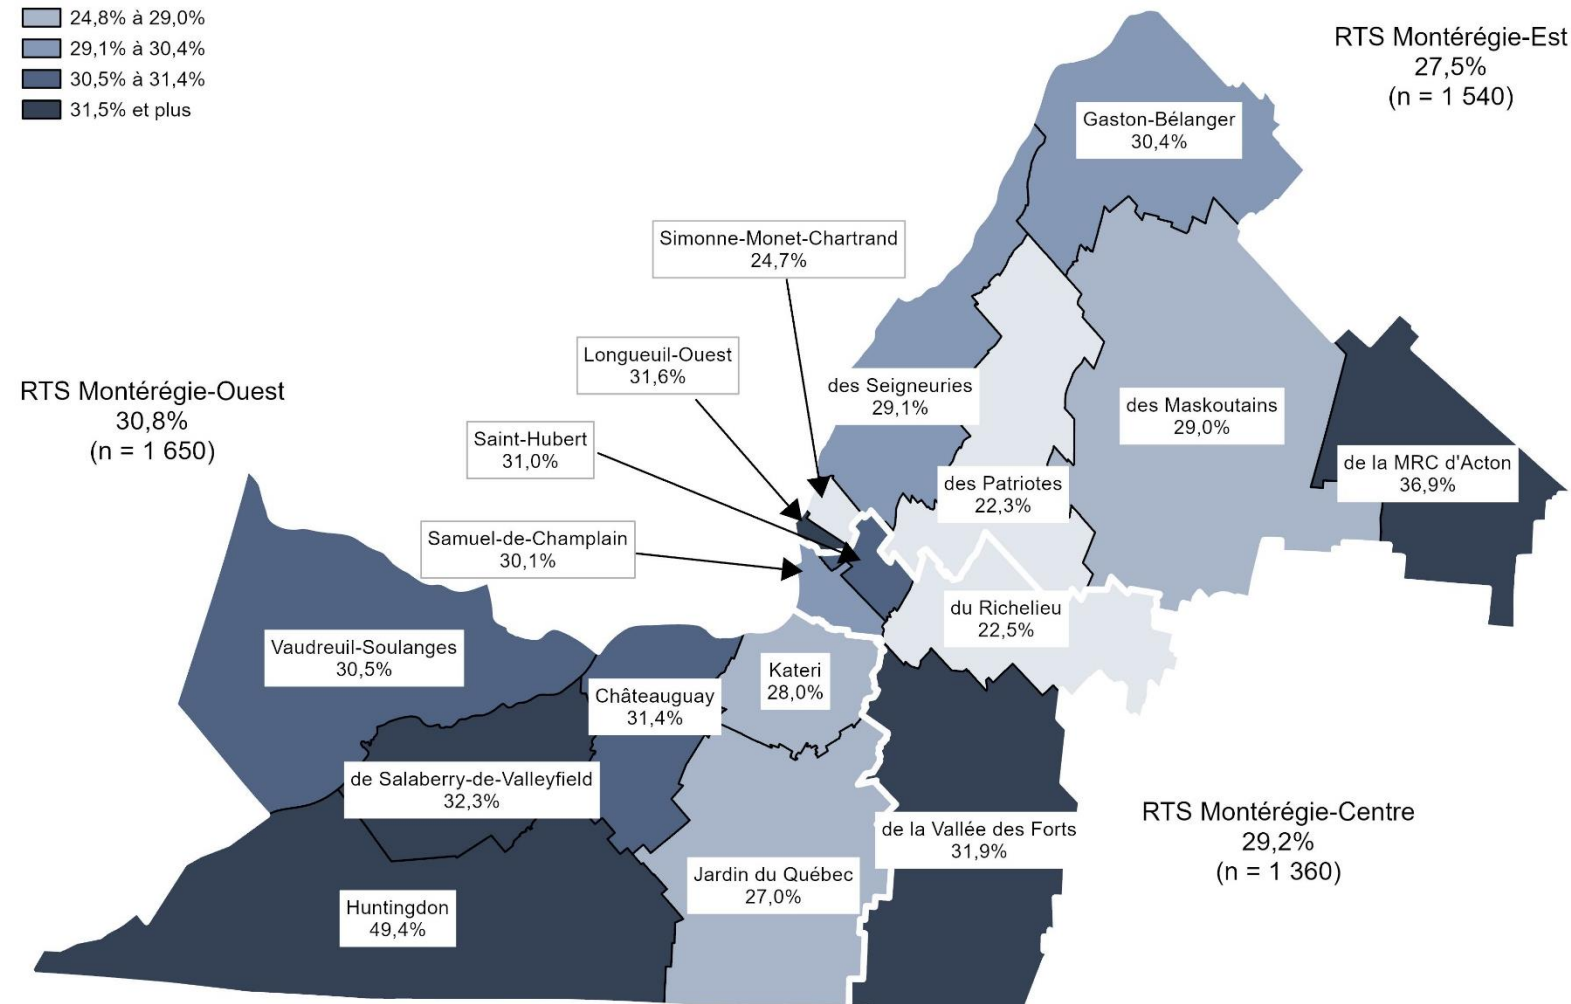 24,8% à 29,0%
29,1% à 30,4%
30,5% à 31,4%
31,5% et plus
RTS Montérégie-Est
27,5%
(n = 1 540)
Gaston-Bélanger
30,4%
Simonne-Monet-Chartrand
24,7%
Longueuil-Ouest
31,6%
des Seigneuries
29,1%
des Maskoutains
29,0%
RTS Montérégie-Ouest
30,8%
(n = 1 650)
Saint-Hubert
31,0%
de la MRC d'Acton
36,9%
des Patriotes
22,3%
Samuel-de-Champlain
30,1%
du Richelieu
22,5%
Vaudreuil-Soulanges
30,5%
Kateri
28,0%
Châteauguay
31,4%
de Salaberry-de-Valleyfield
32,3%
RTS Montérégie-Centre
29,2%
(n = 1 360)
de la Vallée des Forts
31,9%
Jardin du Québec
27,0%
Huntingdon
49,4%